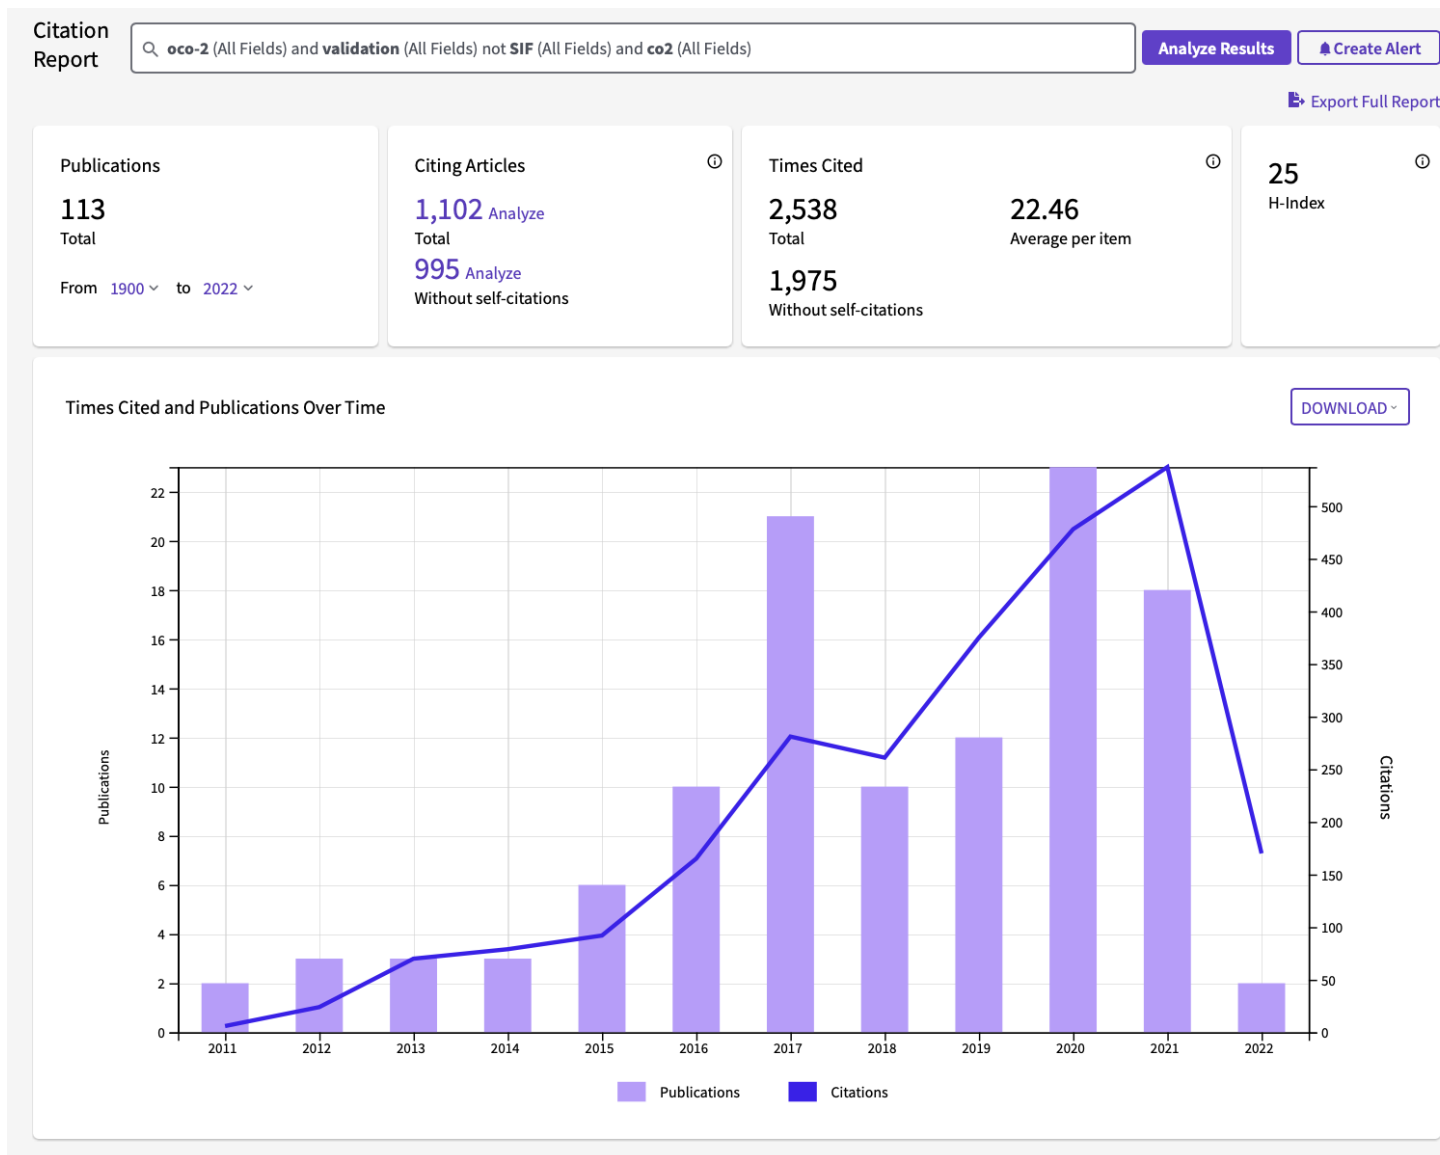 Citation
Report
oco-2 (All Fields) and validation (All Fields) not SIF (All Fields) and co2 (All Fields)
Analyze Results
Create Alert
Export Full Report
Publications
113
Total
From 1900 to 2022
Citing Articles
1,102 Analyze
Total
995 Analyze
Without self-citations
Times Cited
2,538
Total
1,975
Without self-citations
22.46
Average per item
25
H-Index
Times Cited and Publications Over Time
DOWNLOAD
Publications
22
20
18
16
14
12
10
8
6
4
2
0
500
450
400
350
300
250
200
150
100
50
0
Citations
2011 2012 2013 2014 2015 2016 2017 2018 2019 2020 2021 2022
Publications Citations